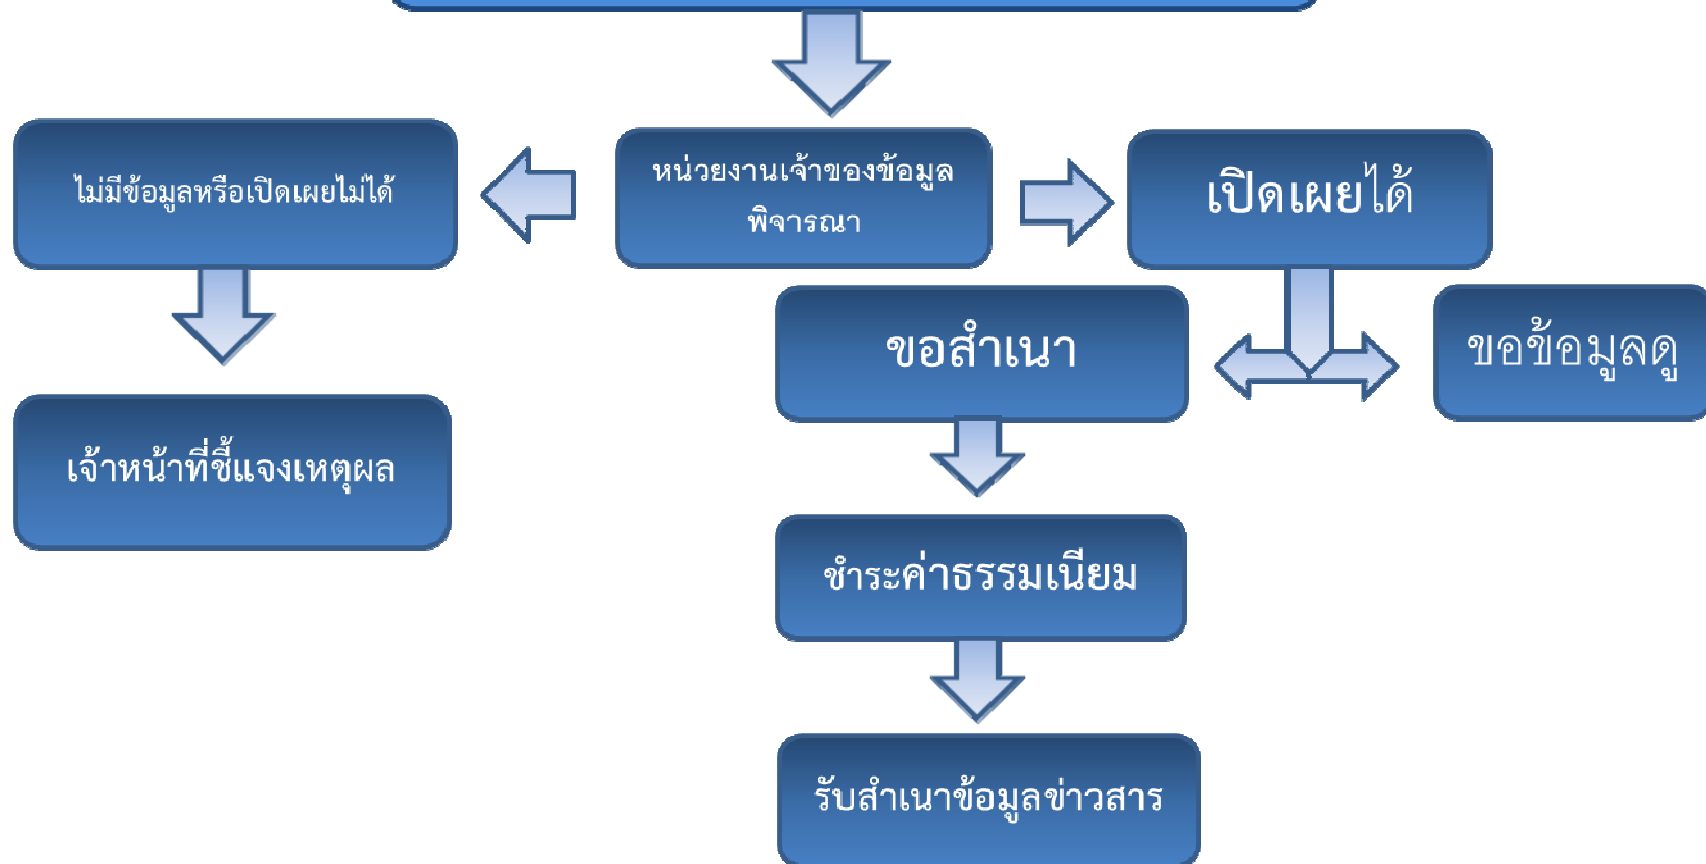 ไม่มีข้อมูลหรือเปิดเผยไม่ได้
หน่วยงานเจ้าของข้อมูล
พิจารณา
เปิดเผยได้
ขอสำเนา
ขอข้อมูลดู
เจ้าหน้าที่ชี้แจงเหตุผล
ชำระค่าธรรมเนียม
รับสำเนาข้อมูลข่าวสาร